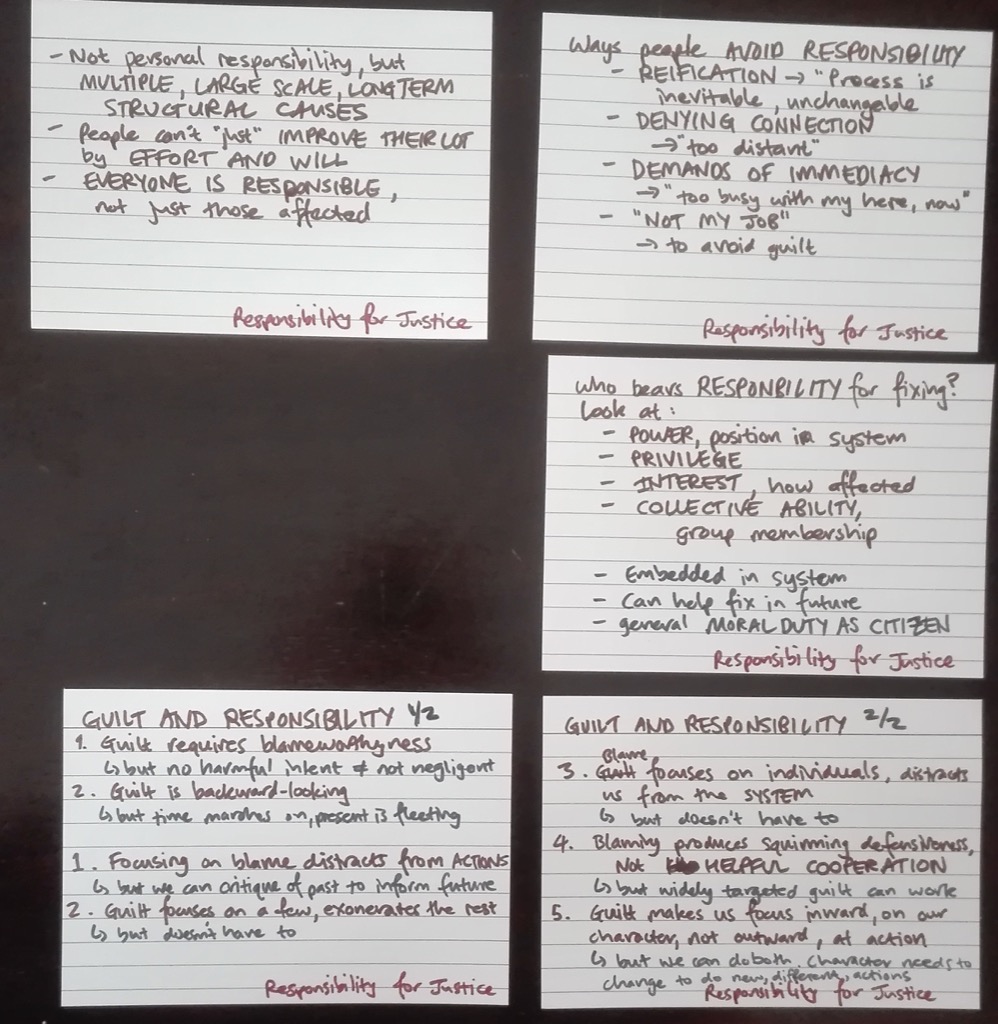 - Not personal responsibility, but
MULTIPLE, LARGE SCALE, LONGTERM
STRUCTURAL CAUSES
- People can't "just" IMPROVE THEIR LOT
by EFFORT AND WILL
- EVERYONE IS RESPONSIBLE,
not just those affected
Responsibility for Justice
Ways people AVOID RESPONSIBILITY
- REIFICATION → "Process is
inevitable, unchangable
- DENYING CONNECTION
→ "too distant"
- DEMANDS OF IMMEDIACY
→ "too busy with my here, now"
- "NOT MY JOB"
→ to avoid guilt
Responsibility for Justice
Who bears RESPONBILITY for fixing?
Look at:
- POWER, position in system
- PRIVILEGE
- INTEREST, how affected
- COLLECTIVE ABILITY,
group membership
- Embedded in system
- Can help fix in future
- general MORAL DUTY AS CITIZEN
Responsibility for Justice
GUILT AND RESPONSIBILITY 1/2
1. Guilt requires blameworthyness
↳ but no harmful intent ≠ not negligent
2. Guilt is backward-looking
↳ but time marches on, present is fleeting
1. Focusing on blame distracts from ACTIONS
↳ but we can critique of past to inform future
2. Guilt focuses on a few, exonerates the rest
↳ but doesn't have to
Responsibility for Justice
GUILT AND RESPONSIBILITY 2/2
Blame
3. Guilt focuses on individuals, distracts
us from the SYSTEM
↳ but doesn't have to
4. Blaming produces squirming defensiveness,
Not HELPFUL COOPERATION
↳ but widely targeted guilt can work
5. Guilt makes us focus inward, on our
character, not outward, at action
↳ but we can do both, character needs to
change to do new, different, actions
Responsibility for Justice